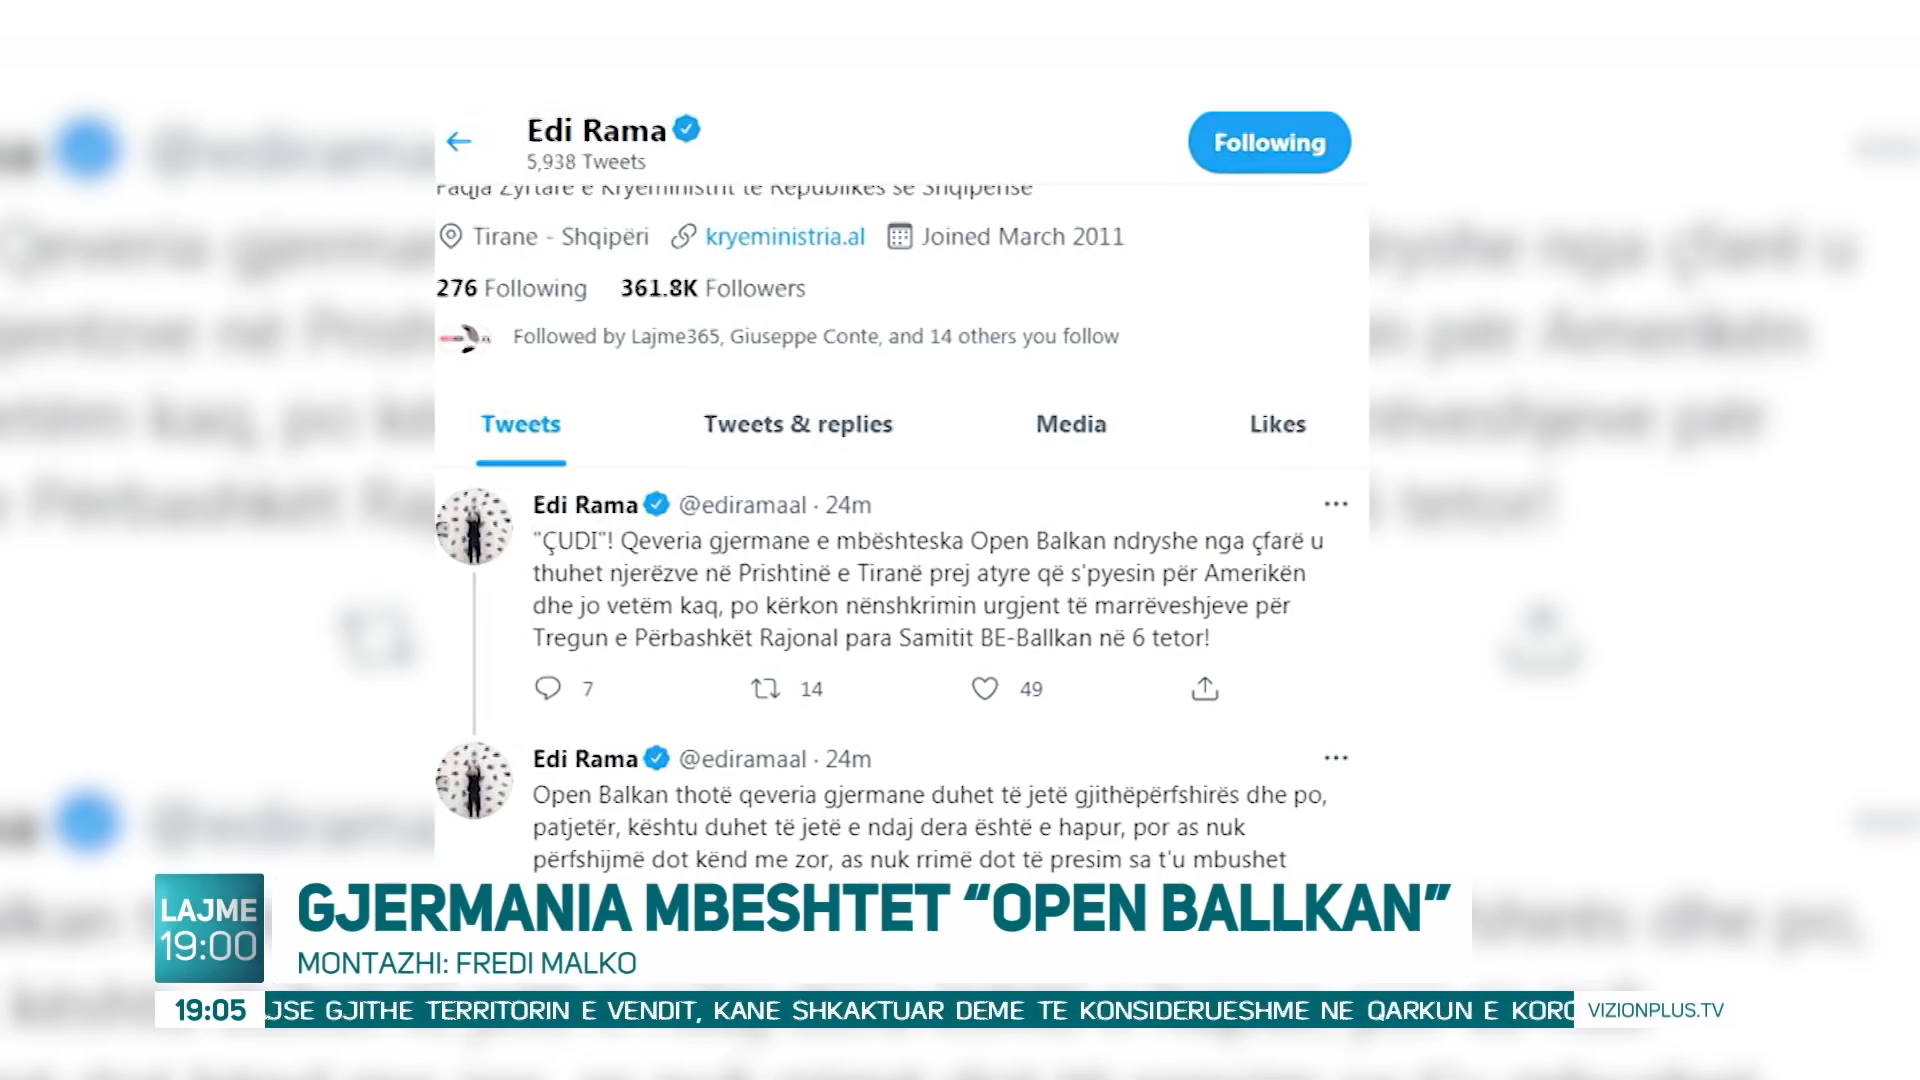 Edi Rama
5,938 Tweets
Following
Faqja Zyrtare e Kryeministrit të Republikës së Shqipërisë
Tirane - Shqipëri kryeministria.al Joined March 2011
276 Following 361.8K Followers
Followed by Lajme365, Giuseppe Conte, and 14 others you follow
Tweets Tweets & replies Media Likes
Edi Rama @ediramaal · 24m
"ÇUDI"! Qeveria gjermane e mbështeska Open Balkan ndryshe nga çfarë u
thuhet njerëzve në Prishtinë e Tiranë prej atyre që s'pyesin për Amerikën
dhe jo vetëm kaq, po kërkon nënshkrimin urgjent të marrëveshjeve për
Tregun e Përbashkët Rajonal para Samitit BE-Ballkan në 6 tetor!
7 14 49
Edi Rama @ediramaal · 24m
Open Balkan thotë qeveria gjermane duhet të jetë gjithëpërfshirës dhe po,
patjetër, kështu duhet të jetë e ndaj dera është e hapur, por as nuk
përfshijmë dot kënd me zor, as nuk rrimë dot të presim sa t'u mbushet
LAJME
19:00
GJERMANIA MBESHTET “OPEN BALLKAN”
MONTAZHI: FREDI MALKO
19:05 JSE GJITHE TERRITORIN E VENDIT, KANE SHKAKTUAR DEME TE KONSIDERUESHME NE QARKUN E KORC VIZIONPLUS.TV